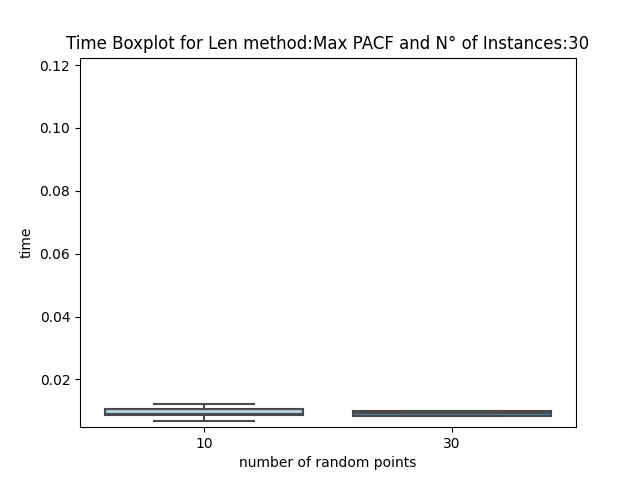 Time Boxplot for Len method:Max PACF and N° of Instances:30
0.12
0.10
0.08
0.06
0.04
0.02
time
10 30
number of random points